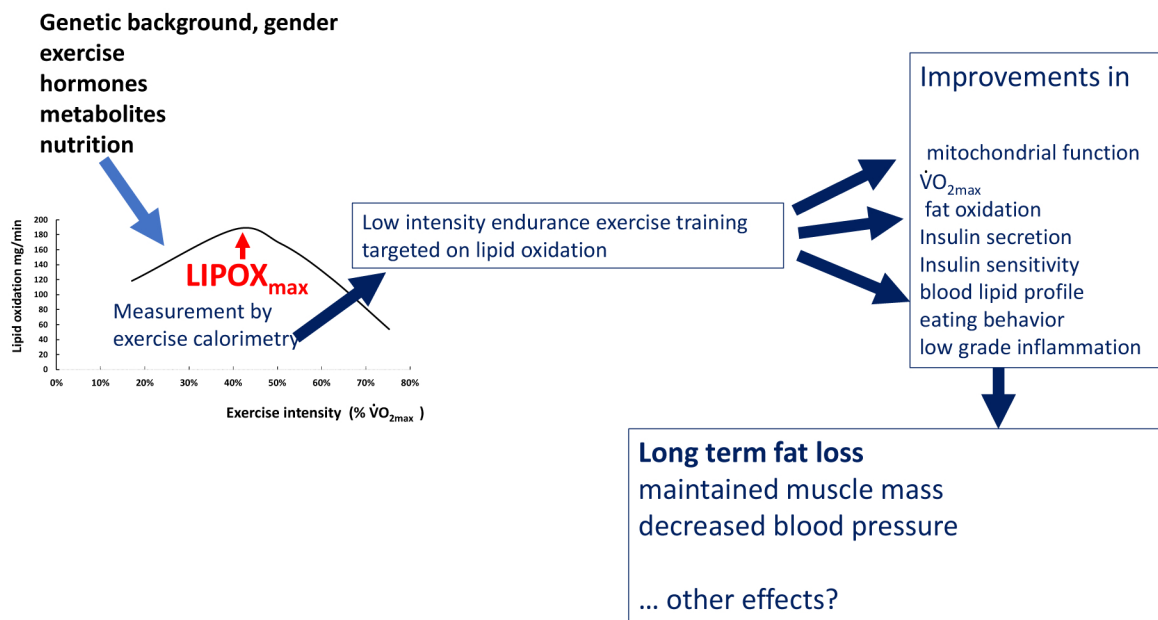 Genetic background, gender
exercise
hormones
metabolites
nutrition
Lipid oxidation mg/min
200
180
160
140
120
100
80
60
40
20
0
LIPOXmax
Measurement by
exercise calorimetry
0% 10% 20% 30% 40% 50% 60% 70% 80%
Exercise intensity (% V̇O2max )
Low intensity endurance exercise training
targeted on lipid oxidation
Improvements in
mitochondrial function
V̇O2max
fat oxidation
Insulin secretion
Insulin sensitivity
blood lipid profile
eating behavior
low grade inflammation
Long term fat loss
maintained muscle mass
decreased blood pressure
... other effects?